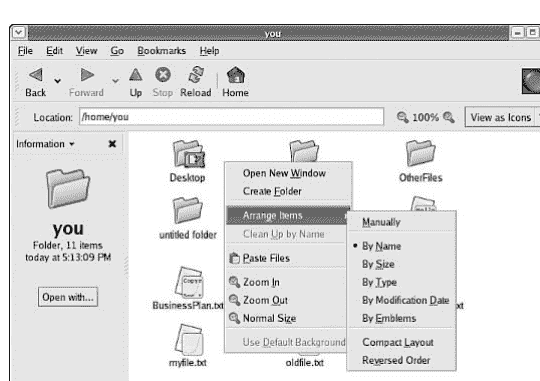 you
File Edit View Go Bookmarks Help
Back Forward Up Stop Reload Home
Location: /home/you 100% View as Icons
Information
you
Folder, 11 items
today at 5:13:09 PM
Open with...
Desktop
OtherFiles
untitled folder
BusinessPlan.txt
xt
myfile.txt
oldfile.txt
Open New Window
Create Folder
Arrange Items
Clean Up by Name
Paste Files
Zoom In
Zoom Out
Normal Size
Use Default Background
Manually
By Name
By Size
By Type
By Modification Date
By Emblems
Compact Layout
Reversed Order